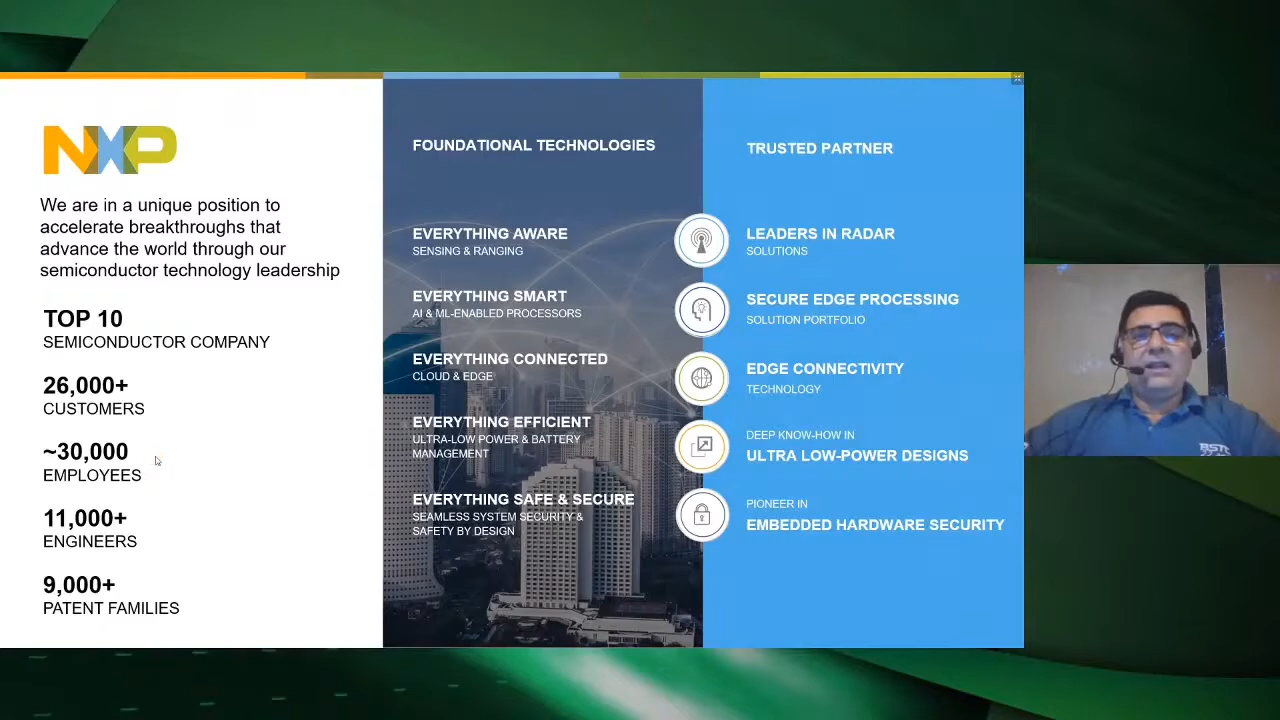 NXP
We are in a unique position to
accelerate breakthroughs that
advance the world through our
semiconductor technology leadership
TOP 10
SEMICONDUCTOR COMPANY
26,000+
CUSTOMERS
~30,000
EMPLOYEES
11,000+
ENGINEERS
9,000+
PATENT FAMILIES
FOUNDATIONAL TECHNOLOGIES
EVERYTHING AWARE
SENSING & RANGING
EVERYTHING SMART
AI & ML-ENABLED PROCESSORS
EVERYTHING CONNECTED
CLOUD & EDGE
EVERYTHING EFFICIENT
ULTRA-LOW POWER & BATTERY
MANAGEMENT
EVERYTHING SAFE & SECURE
SEAMLESS SYSTEM SECURITY &
SAFETY BY DESIGN
TRUSTED PARTNER
LEADERS IN RADAR
SOLUTIONS
SECURE EDGE PROCESSING
SOLUTION PORTFOLIO
EDGE CONNECTIVITY
TECHNOLOGY
DEEP KNOW-HOW IN
ULTRA LOW-POWER DESIGNS
PIONEER IN
EMBEDDED HARDWARE SECURITY